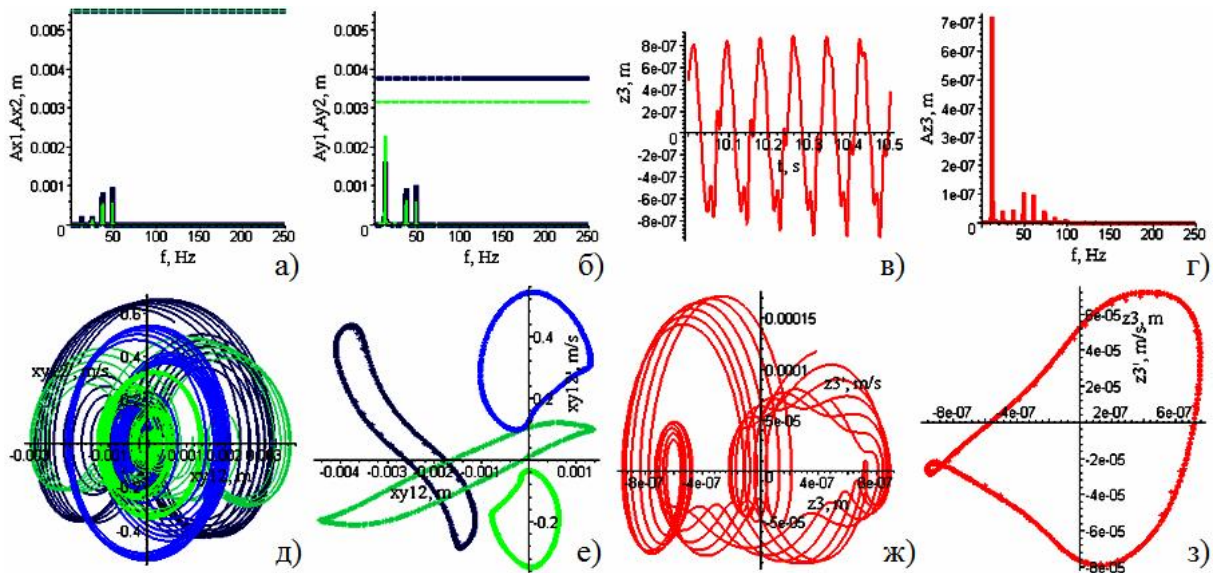 0.005
0.004
0.003
0.002
0.001
0
Ax1,Ax2, m
50 100 150 200 250
f, Hz
а)
0.005
0.004
0.003
0.002
0.001
0
Ay1,Ay2, m
50 100 150 200 250
f, Hz
б)
8e-07
6e-07
4e-07
2e-07
0
-2e-07
-4e-07
-6e-07
-8e-07
z3, m
10.1 10.2 10.3 10.4 10.5
t, s
в)
7e-07
6e-07
5e-07
4e-07
3e-07
2e-07
1e-07
0
Az3, m
50 100 150 200 250
f, Hz
г)
0.6
0.4
-0.4
-0.003
xy12, m
д)
0.4
0.2
-0.2
xy12', m/s
-0.004 -0.002 -0.001 0.001
xy12, m
е)
0.00015
0.0001
5e-05
-5e-05
z3', m/s
-8e-07 -4e-07 4e-07 8e-07
z3, m
ж)
6e-05
4e-05
2e-05
-2e-05
-4e-05
-6e-05
-8e-05
z3, m
z3', m/s
-8e-07 -4e-07 2e-07 6e-07
з)